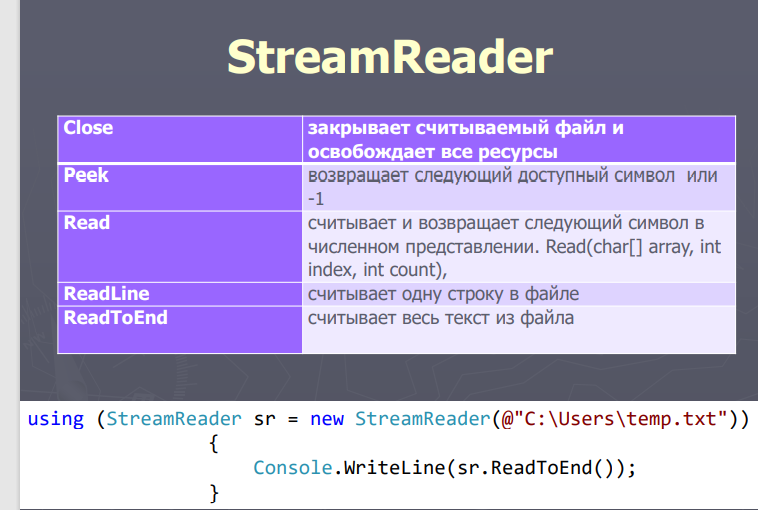 StreamReader
Close
закрывает считываемый файл и
освобождает все ресурсы
Peek
возвращает следующий доступный символ или
-1
Read
считывает и возвращает следующий символ в
численном представлении. Read(char[] array, int
index, int count),
ReadLine
считывает одну строку в файле
ReadToEnd
считывает весь текст из файла
using (StreamReader sr = new StreamReader(@"C:\Users\temp.txt"))
{
Console.WriteLine(sr.ReadToEnd());
}